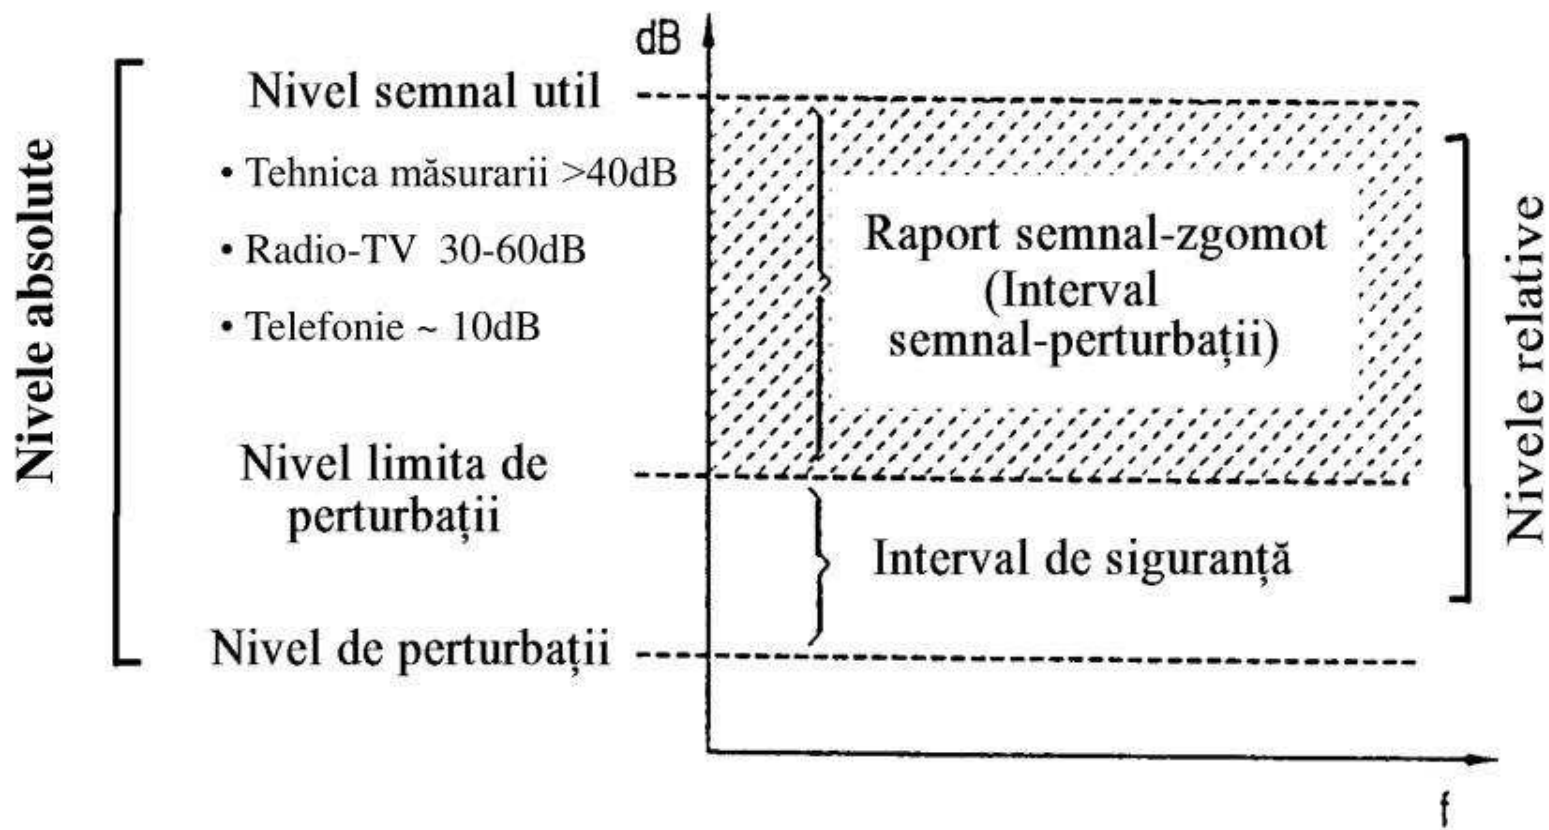 dB
Nivel semnal util
• Tehnica măsurarii >40dB
• Radio-TV 30-60dB
• Telefonie ~ 10dB
Nivel limita de
perturbații
Nivel de perturbații
Nivele absolute
Raport semnal-zgomot
(Interval
semnal-perturbații)
Interval de siguranță
Nivele relative
f